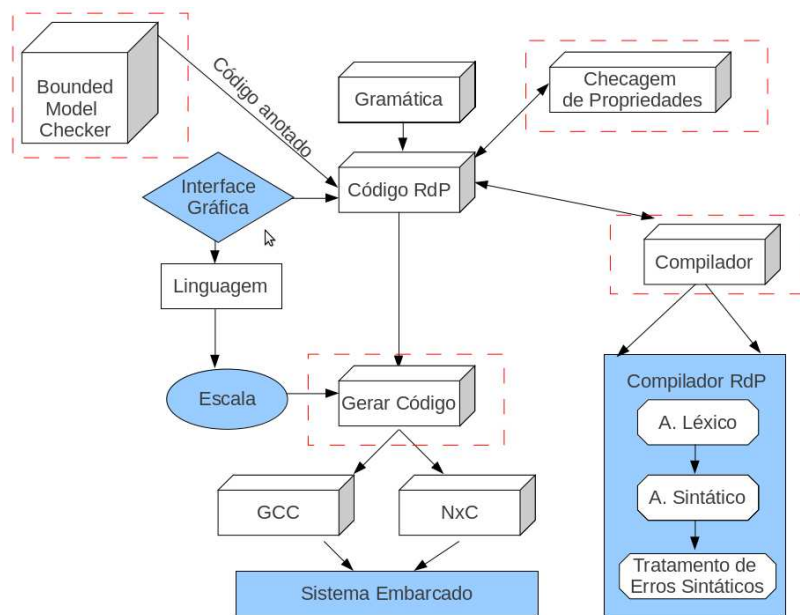 Bounded
Model
Checker
Código anotado
Gramática
Checagem
de Propriedades
Interface
Gráfica
Código RdP
Compilador
Linguagem
Escala
Gerar Código
Compilador RdP
A. Léxico
A. Sintático
Tratamento de
Erros Sintáticos
GCC
NxC
Sistema Embarcado